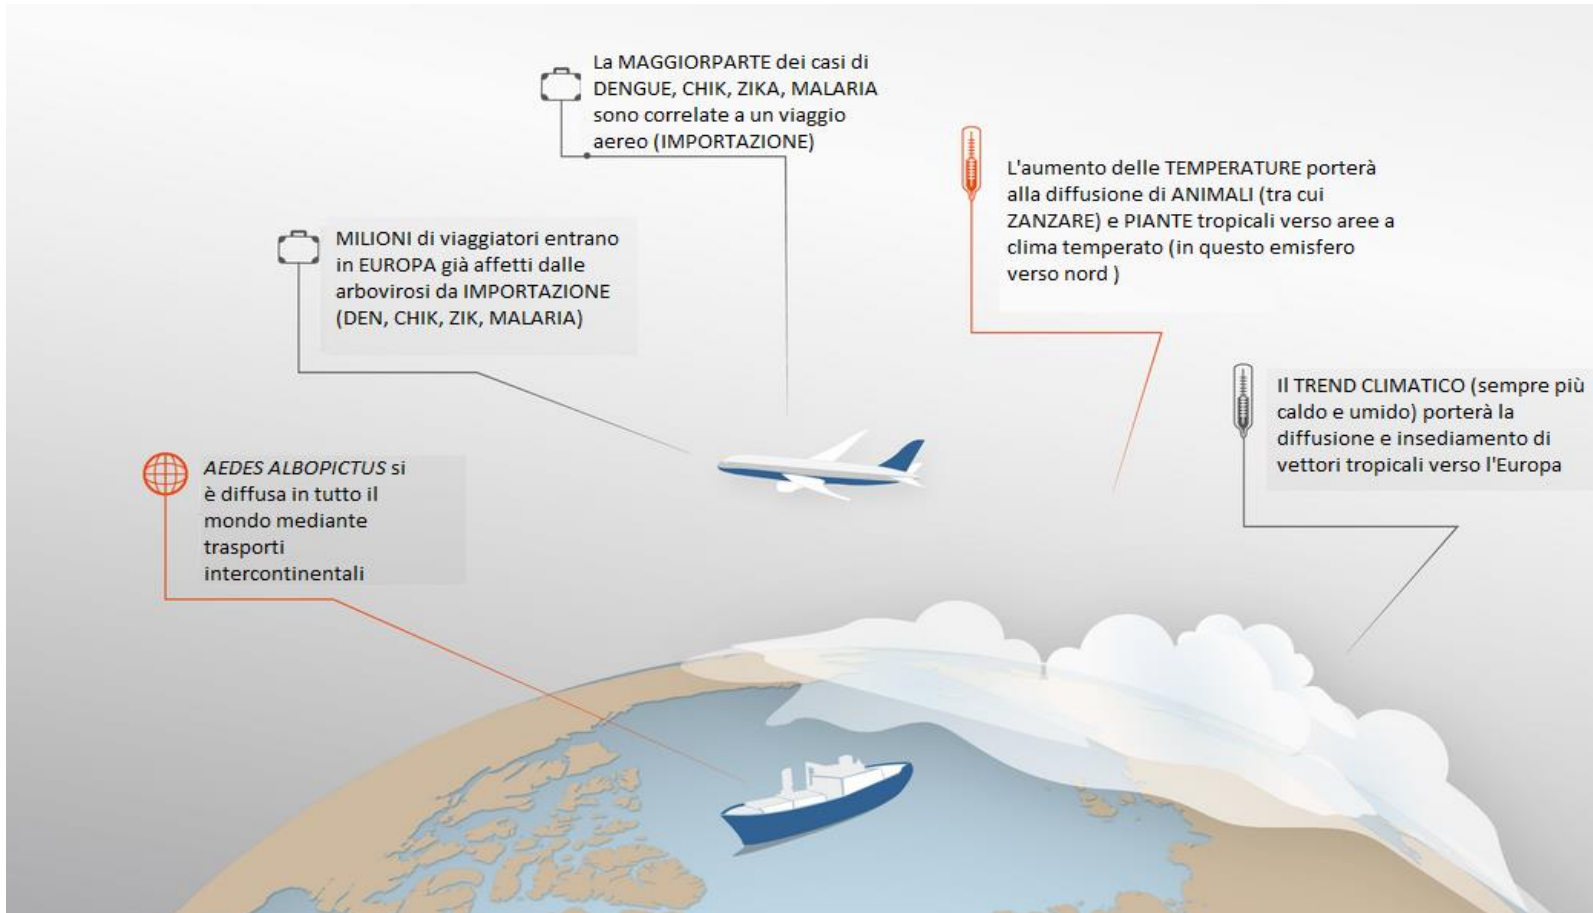 La MAGGIORPARTE dei casi di
DENGUE, CHIK, ZIKA, MALARIA
sono correlate a un viaggio
aereo (IMPORTAZIONE)
L'aumento delle TEMPERATURE porterà
alla diffusione di ANIMALI (tra cui
ZANZARE) e PIANTE tropicali verso aree a
clima temperato (in questo emisfero
verso nord )
MILIONI di viaggiatori entrano
in EUROPA già affetti dalle
arbovirosi da IMPORTAZIONE
(DEN, CHIK, ZIK, MALARIA)
Il TREND CLIMATICO (sempre più
caldo e umido) porterà la
diffusione e insediamento di
vettori tropicali verso l'Europa
AEDES ALBOPICTUS si
è diffusa in tutto il
mondo mediante
trasporti
intercontinentali